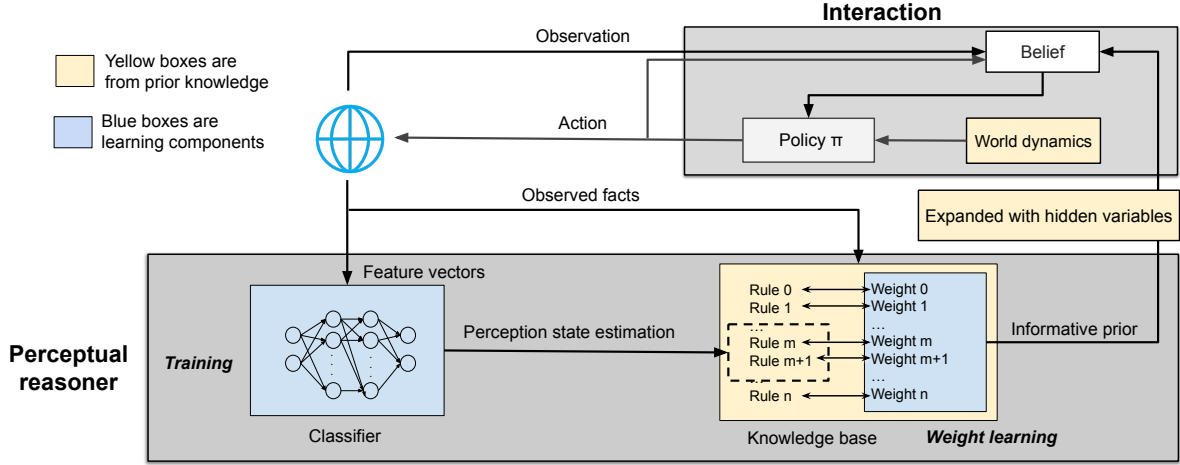 Interaction
Yellow boxes are
from prior knowledge
Blue boxes are
learning components
Observation
Belief
Action
Policy π
World dynamics
Observed facts
Expanded with hidden variables
Feature vectors
Rule 0
Weight 0
Rule 1
Weight 1
...
...
Rule m
Weight m
Rule m+1
Weight m+1
...
...
Rule n
Weight n
Perception state estimation
Informative prior
Perceptual
reasoner
Training
Classifier
Knowledge base
Weight learning